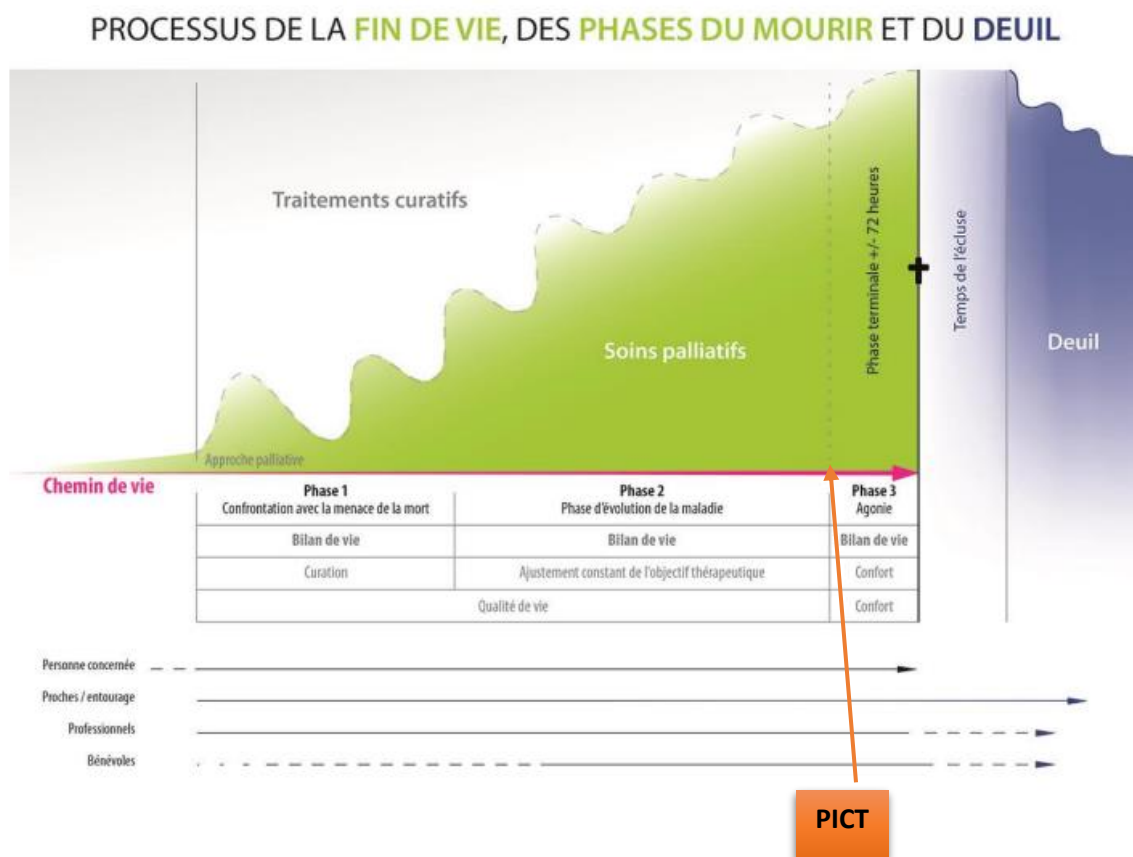 PROCESSUS DE LA FIN DE VIE, DES PHASES DU MOURIR ET DU DEUIL
Traitements curatifs
Soins palliatifs
Phase terminale +/- 72 heures
Temps de l'écluse
Deuil
Approche palliative
Chemin de vie
Phase 1
Confrontation avec la menace de la mort
Phase 2
Phase d'évolution de la maladie
Phase 3
Agonie
Bilan de vie
Bilan de vie
Bilan de vie
Curation
Ajustement constant de l'objectif thérapeutique
Confort
Qualité de vie
Confort
Personne concernée
Proches / entourage
Professionnels
Bénévoles
PICT